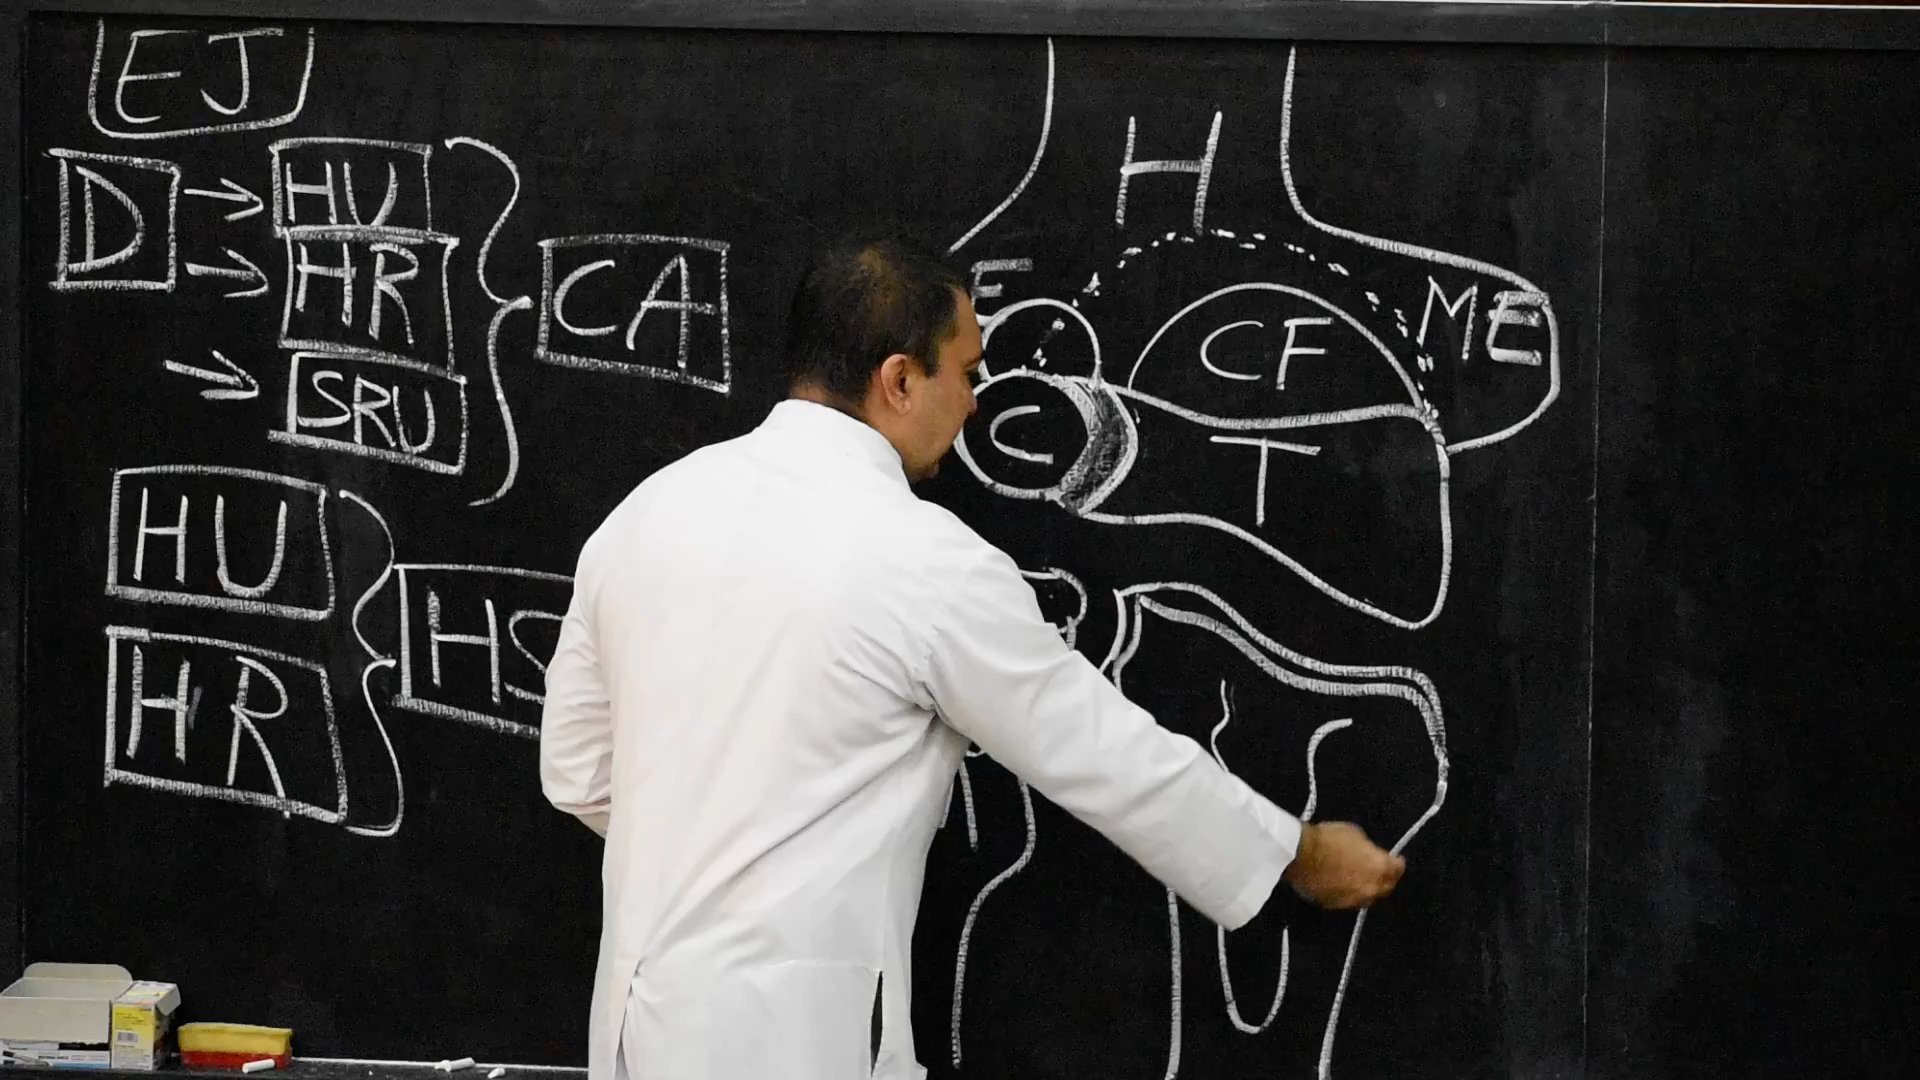 EJ
D → HU
→ HR
→ SRU
CA
HU
HR
HS
H
E
ME
CF
C
T